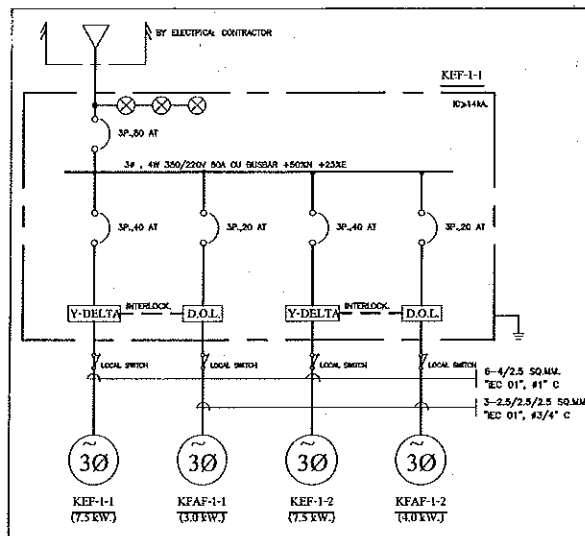 BY ELECTRICAL CONTRACTOR
KEF-1-1
IC≥14kA.
3P.,80 AT
3ø , 4W 380/220V 80A CU BUSBAR +50%N +25%E
3P.,40 AT
3P.,20 AT
3P.,40 AT
3P.,20 AT
Y-DELTA
INTERLOCK.
D.O.L.
Y-DELTA
INTERLOCK.
D.O.L.
LOCAL SWITCH
LOCAL SWITCH
LOCAL SWITCH
LOCAL SWITCH
6-4/2.5 SQ.MM.
"IEC 01", ø1" C
3-2.5/2.5/2.5 SQ.MM
"IEC 01", ø3/4" C
~
3Ø
~
3Ø
~
3Ø
~
3Ø
KEF-1-1
(7.5 kW.)
KFAF-1-1
(3.0 kW.)
KEF-1-2
(7.5 kW.)
KFAF-1-2
(4.0 kW.)